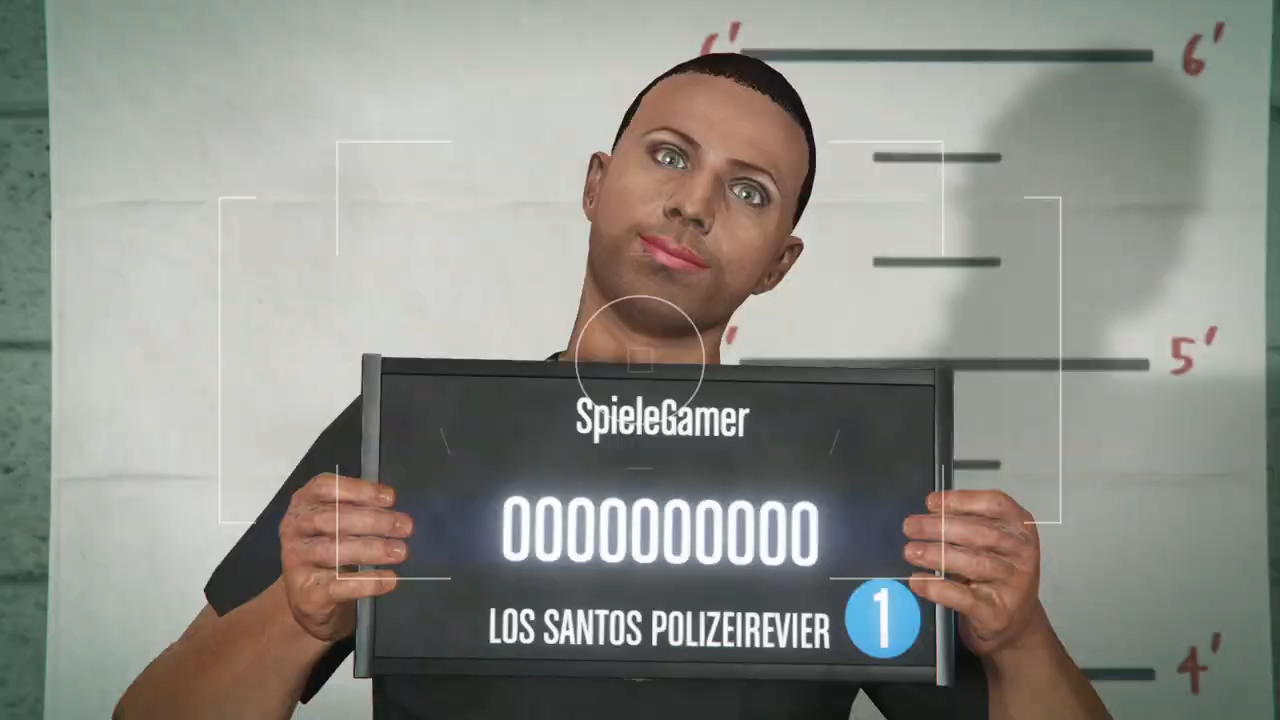 6' 6'
5'
SpieleGamer
0000000000
LOS SANTOS POLIZEIREVIER 1
4'